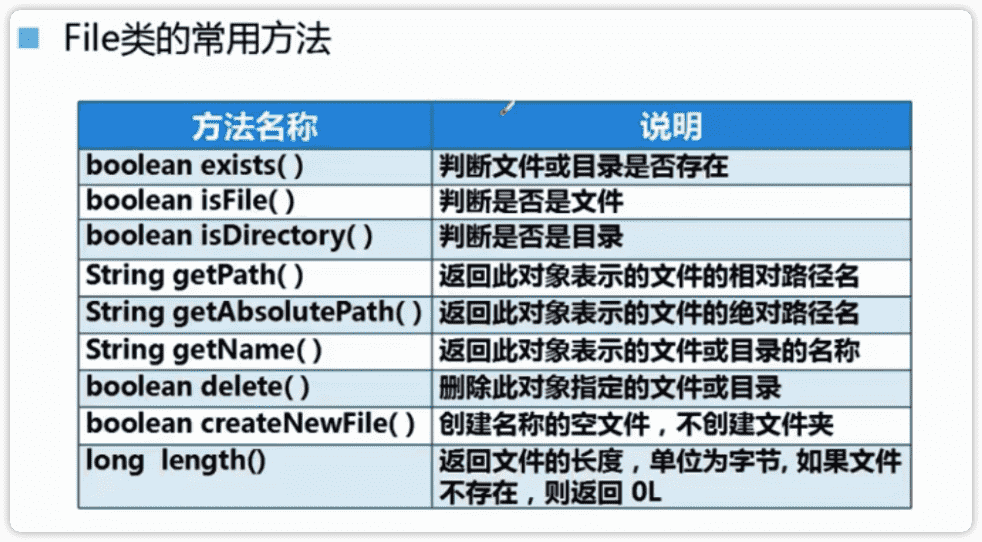 File类的常用方法
方法名称 说明
boolean exists( ) 判断文件或目录是否存在
boolean isFile( ) 判断是否是文件
boolean isDirectory( ) 判断是否是目录
String getPath( ) 返回此对象表示的文件的相对路径名
String getAbsolutePath( ) 返回此对象表示的文件的绝对路径名
String getName( ) 返回此对象表示的文件或目录的名称
boolean delete( ) 删除此对象指定的文件或目录
boolean createNewFile( ) 创建名称的空文件，不创建文件夹
long length() 返回文件的长度，单位为字节, 如果文件
不存在，则返回 0L